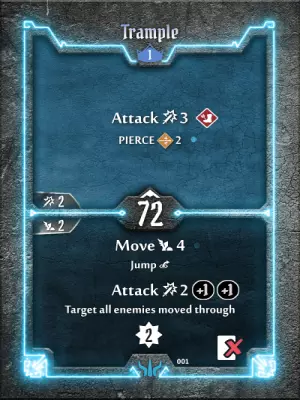 Trample
1
Attack 3
PIERCE 2
2
72
2
Move 4
Jump
Attack 2 +1 +1
Target all enemies moved through
2
001